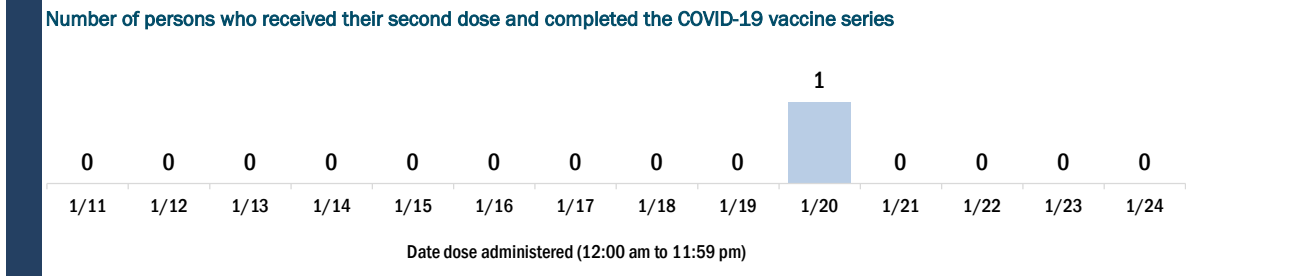 Number of persons who received their second dose and completed the COVID-19 vaccine series
1
0 0 0 0 0 0 0 0 0 0 0 0 0
1/11 1/12 1/13 1/14 1/15 1/16 1/17 1/18 1/19 1/20 1/21 1/22 1/23 1/24
Date dose administered (12:00 am to 11:59 pm)